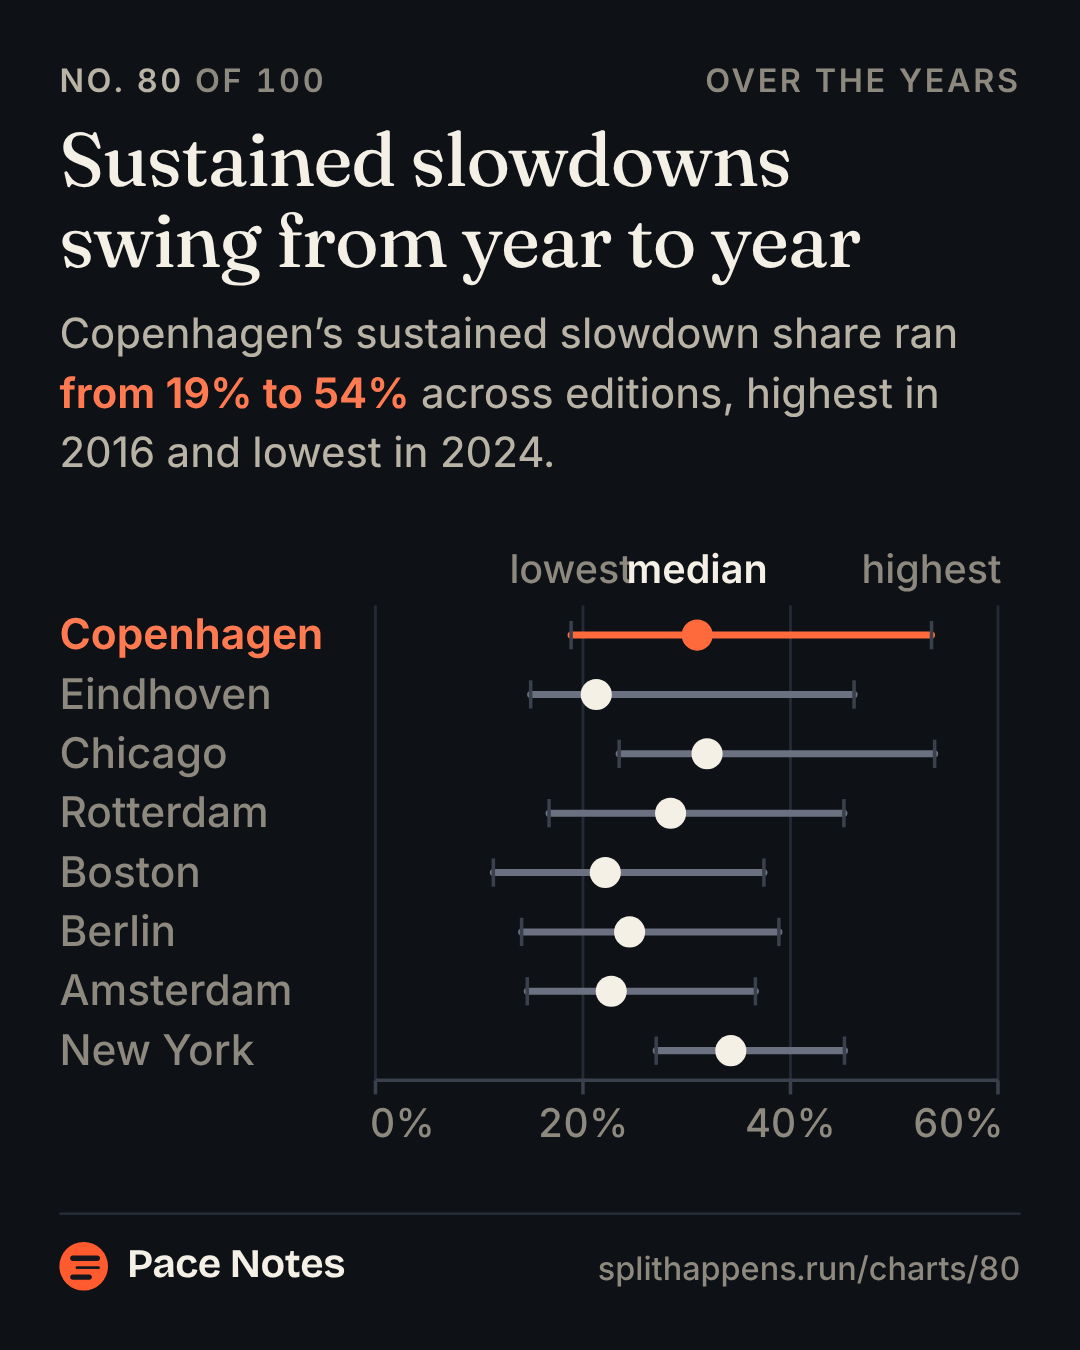 NO. 80 OF 100
OVER THE YEARS
Sustained slowdowns
swing from year to year
Copenhagen’s sustained slowdown share ran
from 19% to 54% across editions, highest in
2016 and lowest in 2024.
lowest median highest
Copenhagen
Eindhoven
Chicago
Rotterdam
Boston
Berlin
Amsterdam
New York
0% 20% 40% 60%
Pace Notes
splithappens.run/charts/80